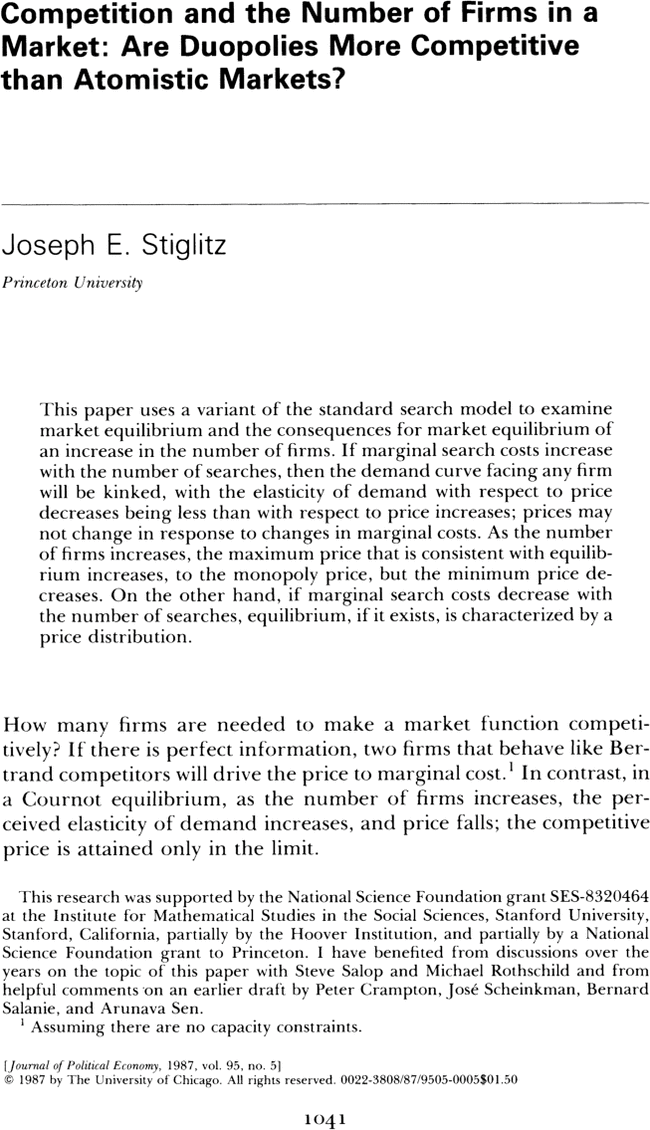 Competition and the Number of Firms in a
Market: Are Duopolies More Competitive
than Atomistic Markets?
Joseph E. Stiglitz
Princeton University
This paper uses a variant of the standard search model to examine
market equilibrium and the consequences for market equilibrium of
an increase in the number of firms. If marginal search costs increase
with the number of searches, then the demand curve facing any firm
will be kinked, with the elasticity of demand with respect to price
decreases being less than with respect to price increases; prices may
not change in response to changes in marginal costs. As the number
of firms increases, the maximum price that is consistent with equilib-
rium increases, to the monopoly price, but the minimum price de-
creases. On the other hand, if marginal search costs decrease with
the number of searches, equilibrium, if it exists, is characterized by a
price distribution.
How many firms are needed to make a market function competi-
tively? If there is perfect information, two firms that behave like Ber-
trand competitors will drive the price to marginal cost.¹ In contrast, in
a Cournot equilibrium, as the number of firms increases, the per-
ceived elasticity of demand increases, and price falls; the competitive
price is attained only in the limit.
This research was supported by the National Science Foundation grant SES-8320464
at the Institute for Mathematical Studies in the Social Sciences, Stanford University,
Stanford, California, partially by the Hoover Institution, and partially by a National
Science Foundation grant to Princeton. I have benefited from discussions over the
years on the topic of this paper with Steve Salop and Michael Rothschild and from
helpful comments on an earlier draft by Peter Crampton, José Scheinkman, Bernard
Salanie, and Arunava Sen.
¹ Assuming there are no capacity constraints.
[Journal of Political Economy, 1987, vol. 95, no. 5]
© 1987 by The University of Chicago. All rights reserved. 0022-3808/87/9505-0005$01.50
1041